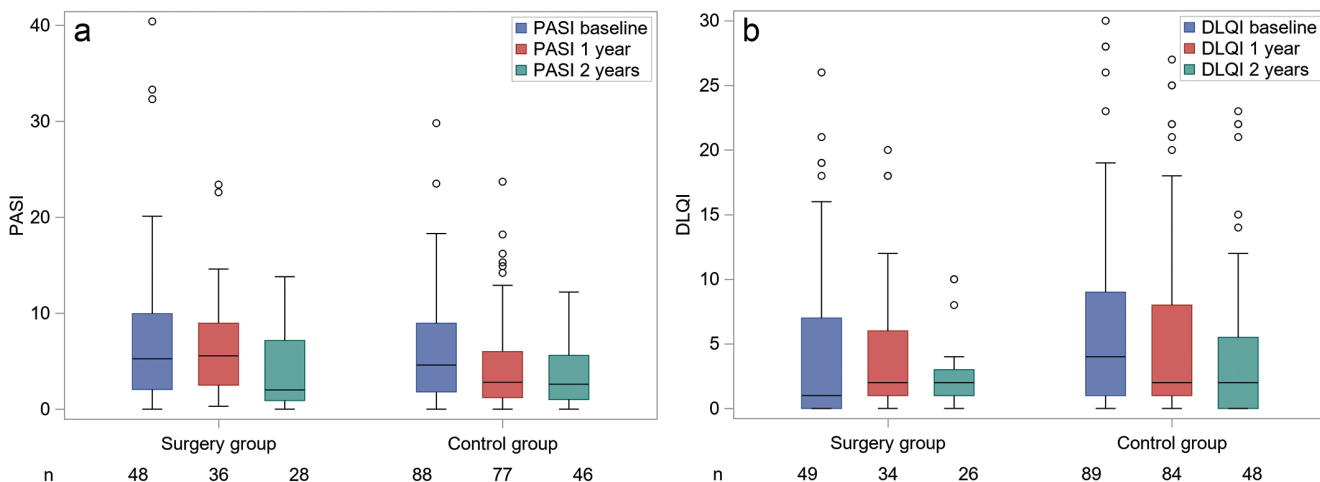 a
PASI baseline
PASI 1 year
PASI 2 years
40
30
20
10
0
PASI
Surgery group Control group
n 48 36 28 88 77 46
b
DLQI baseline
DLQI 1 year
DLQI 2 years
30
25
20
15
10
5
0
DLQI
Surgery group Control group
n 49 34 26 89 84 48